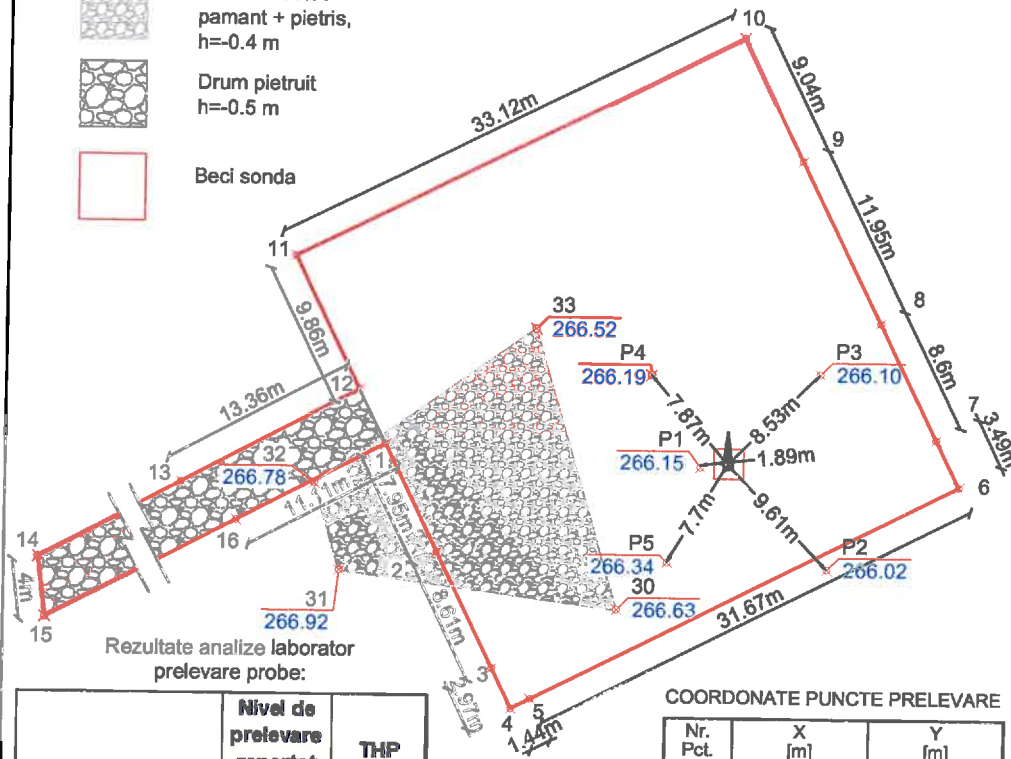 pamant + pietris,
h=-0.4 m
Drum pietruit
h=-0.5 m
Beci sonda
10
9.04m
33.12m
9
11.95m
11
8
9.86m
33
266.52
P4
266.19
P3
266.10
8.6m
12
13.36m
7.87m
8.53m
7
3.49m
P1
266.15
1.89m
13
32
266.78
1
11.11m
7.95m
6
9.61m
7.7m
16
14
P5
266.34
P2
266.02
4m
2
30
266.63
31
266.92
8.61m
31.67m
15
Rezultate analize laborator
prelevare probe:
3
2.97m
5
4
1.44m
COORDONATE PUNCTE PRELEVARE
Nivel de
prelevare
THP
Nr.
Pct.
X
[m]
Y
[m]